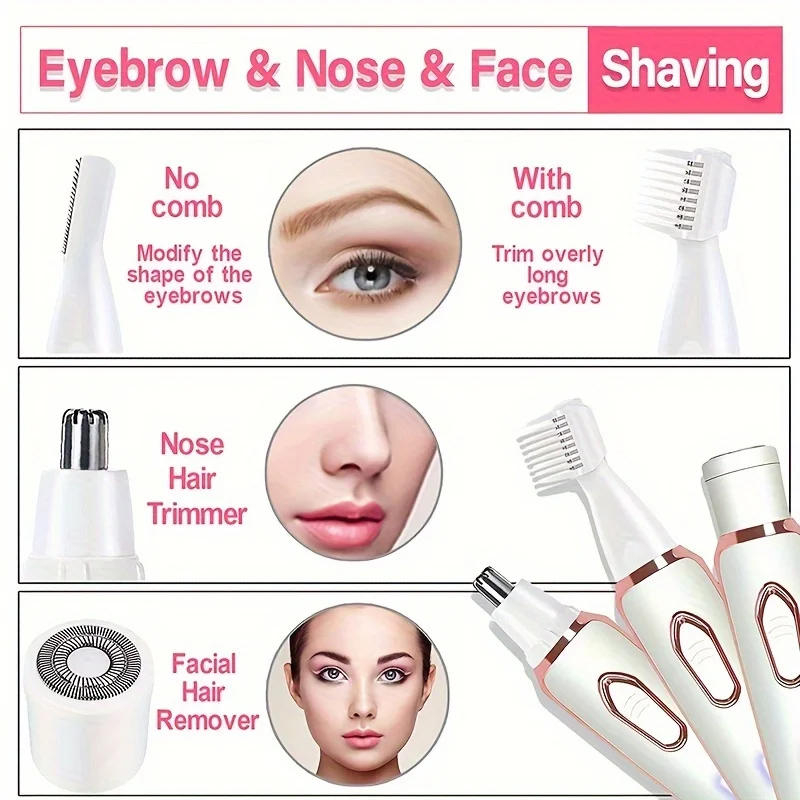 Eyebrow & Nose & Face Shaving
No
comb
Modify the
shape of the
eyebrows
With
comb
Trim overly
long
eyebrows
Nose
Hair
Trimmer
Facial
Hair
Remover